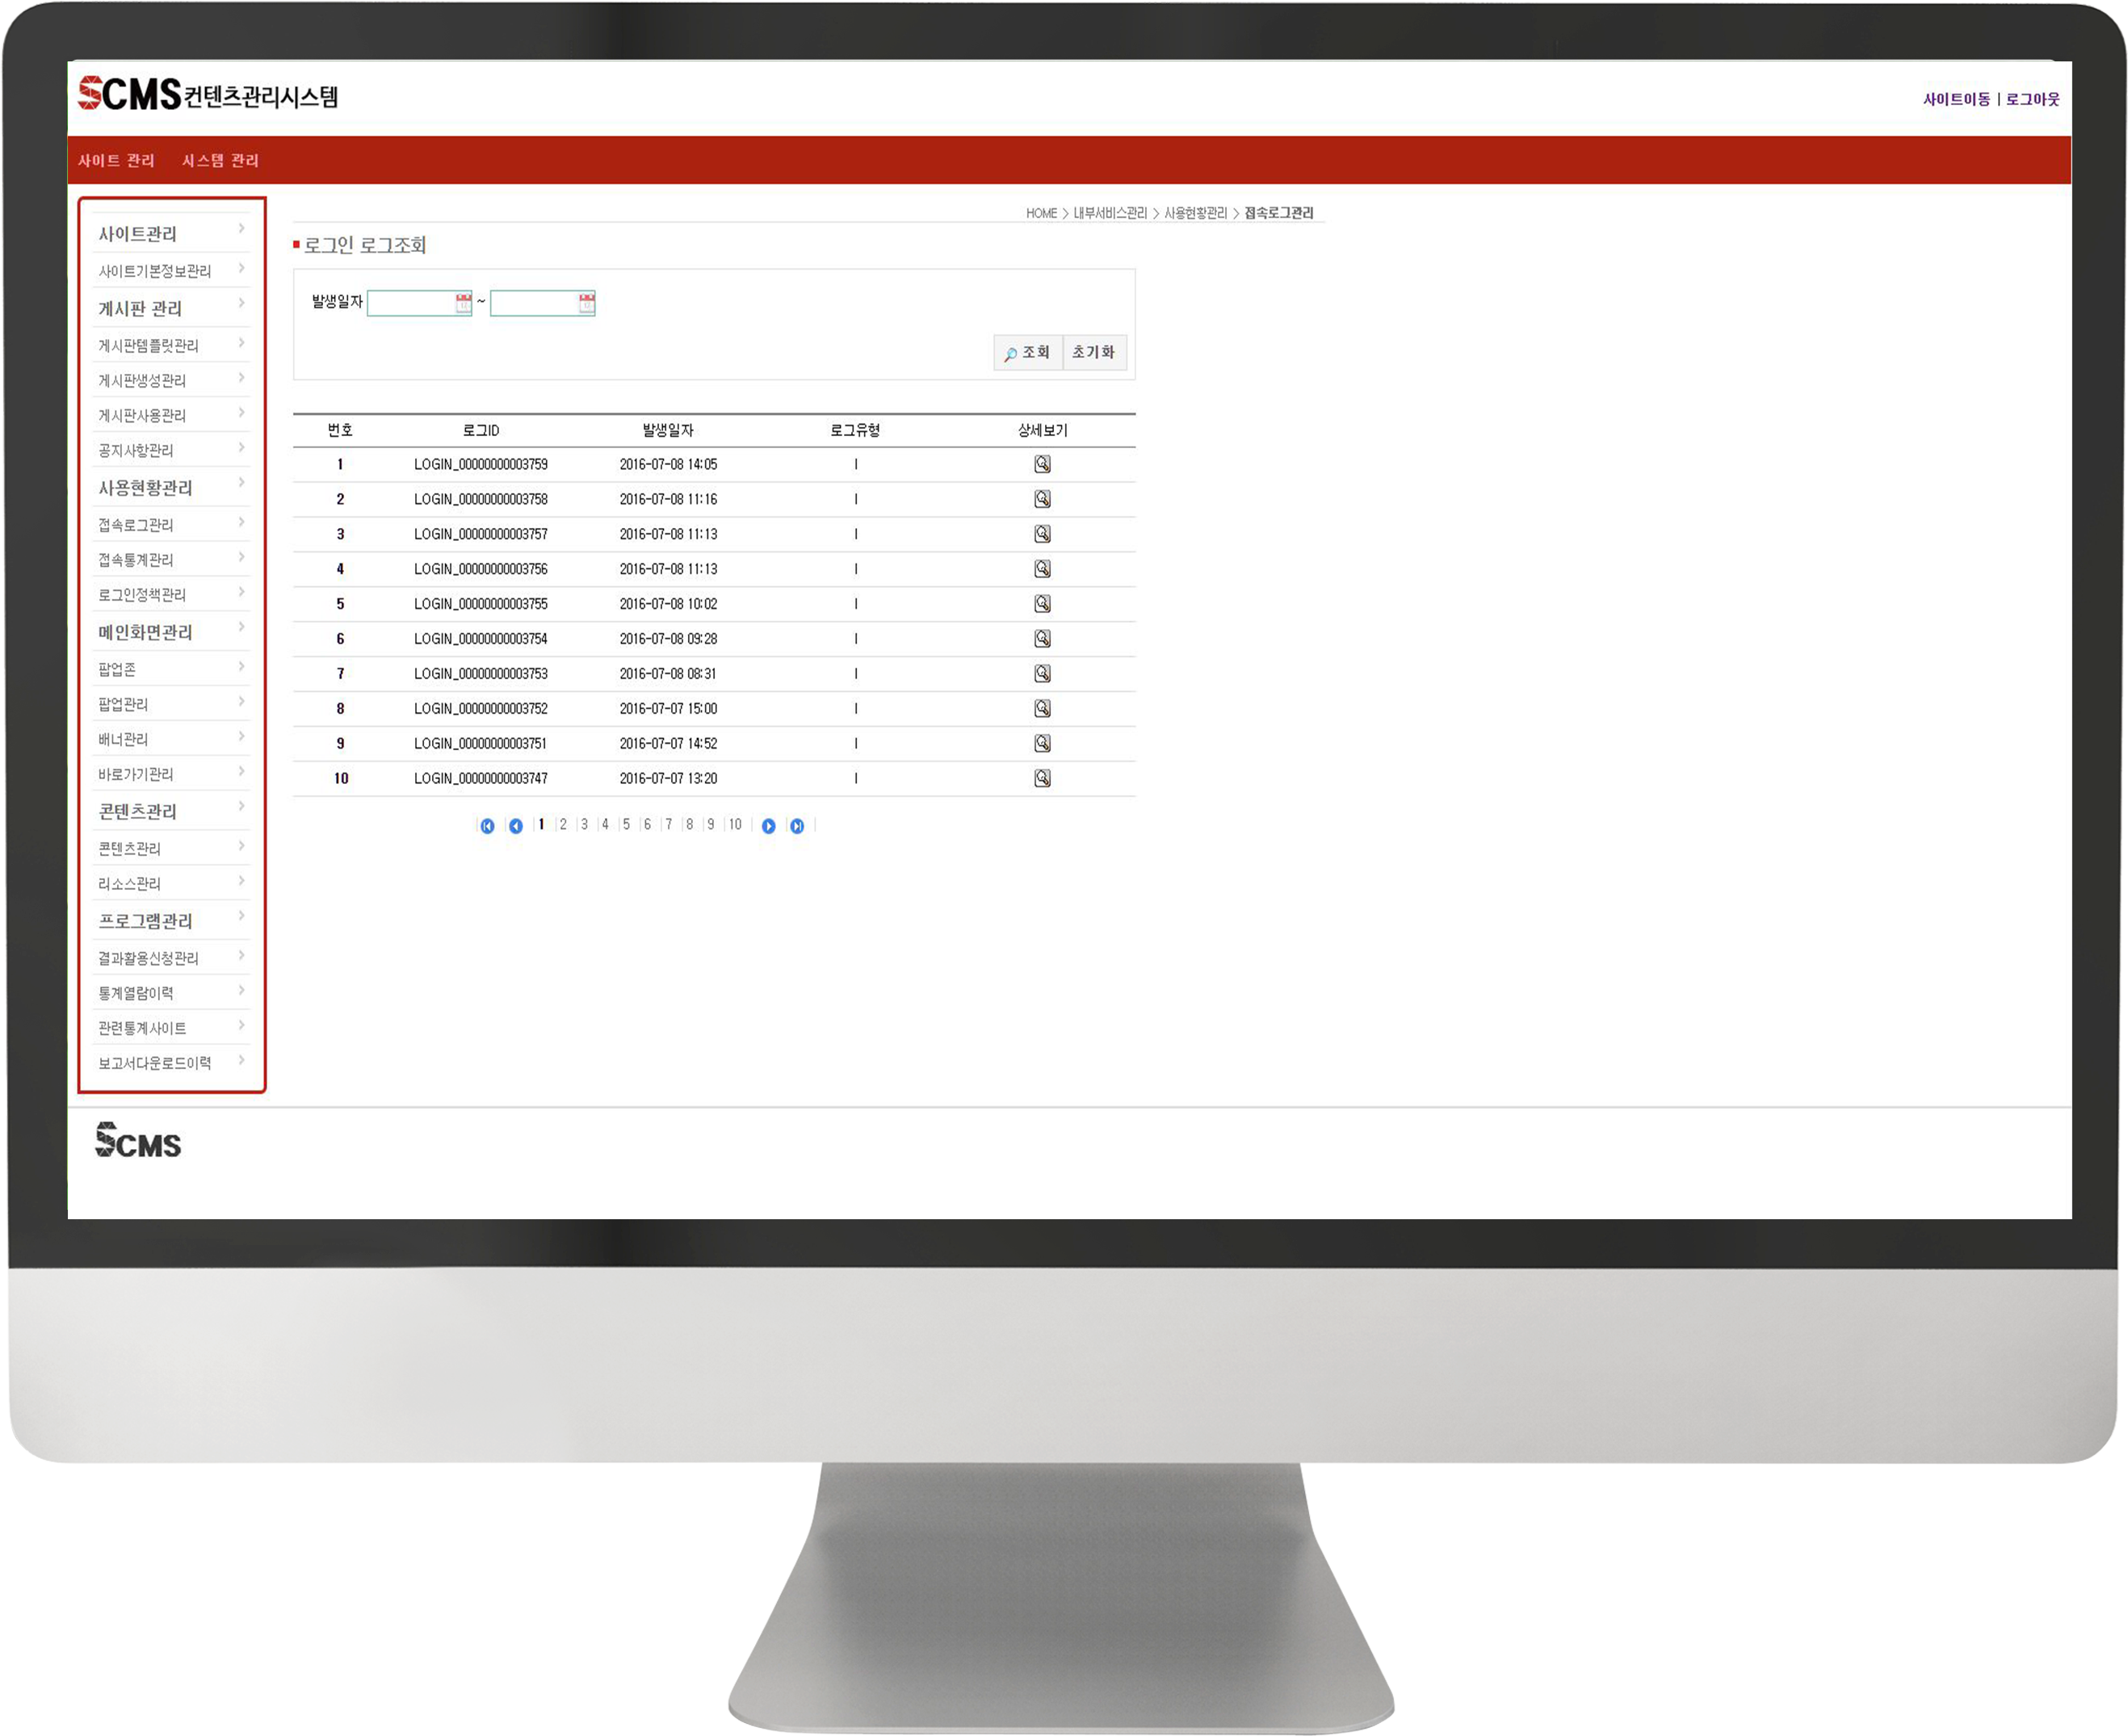 SCMS 컨텐츠관리시스템
사이트이동 | 로그아웃
사이트 관리 시스템 관리
HOME > 내부서비스관리 > 사용현황관리 > 접속로그관리
사이트관리
사이트기본정보관리
게시판 관리
게시판템플릿관리
게시판생성관리
게시판사용관리
공지사항관리
사용현황관리
접속로그관리
접속통계관리
로그인정책관리
메인화면관리
팝업존
팝업관리
배너관리
바로가기관리
콘텐츠관리
콘텐츠관리
리소스관리
프로그램관리
결과활용신청관리
통계열람이력
관련통계사이트
보고서다운로드이력
로그인 로그조회
발생일자 ~
조회 초기화
번호 로그ID 발생일자 로그유형 상세보기
1 LOGIN_00000000003759 2016-07-08 14:05 I
2 LOGIN_00000000003758 2016-07-08 11:16 I
3 LOGIN_00000000003757 2016-07-08 11:13 I
4 LOGIN_00000000003756 2016-07-08 11:13 I
5 LOGIN_00000000003755 2016-07-08 10:02 I
6 LOGIN_00000000003754 2016-07-08 09:28 I
7 LOGIN_00000000003753 2016-07-08 08:31 I
8 LOGIN_00000000003752 2016-07-07 15:00 I
9 LOGIN_00000000003751 2016-07-07 14:52 I
10 LOGIN_00000000003747 2016-07-07 13:20 I
1 2 3 4 5 6 7 8 9 10
SCMS